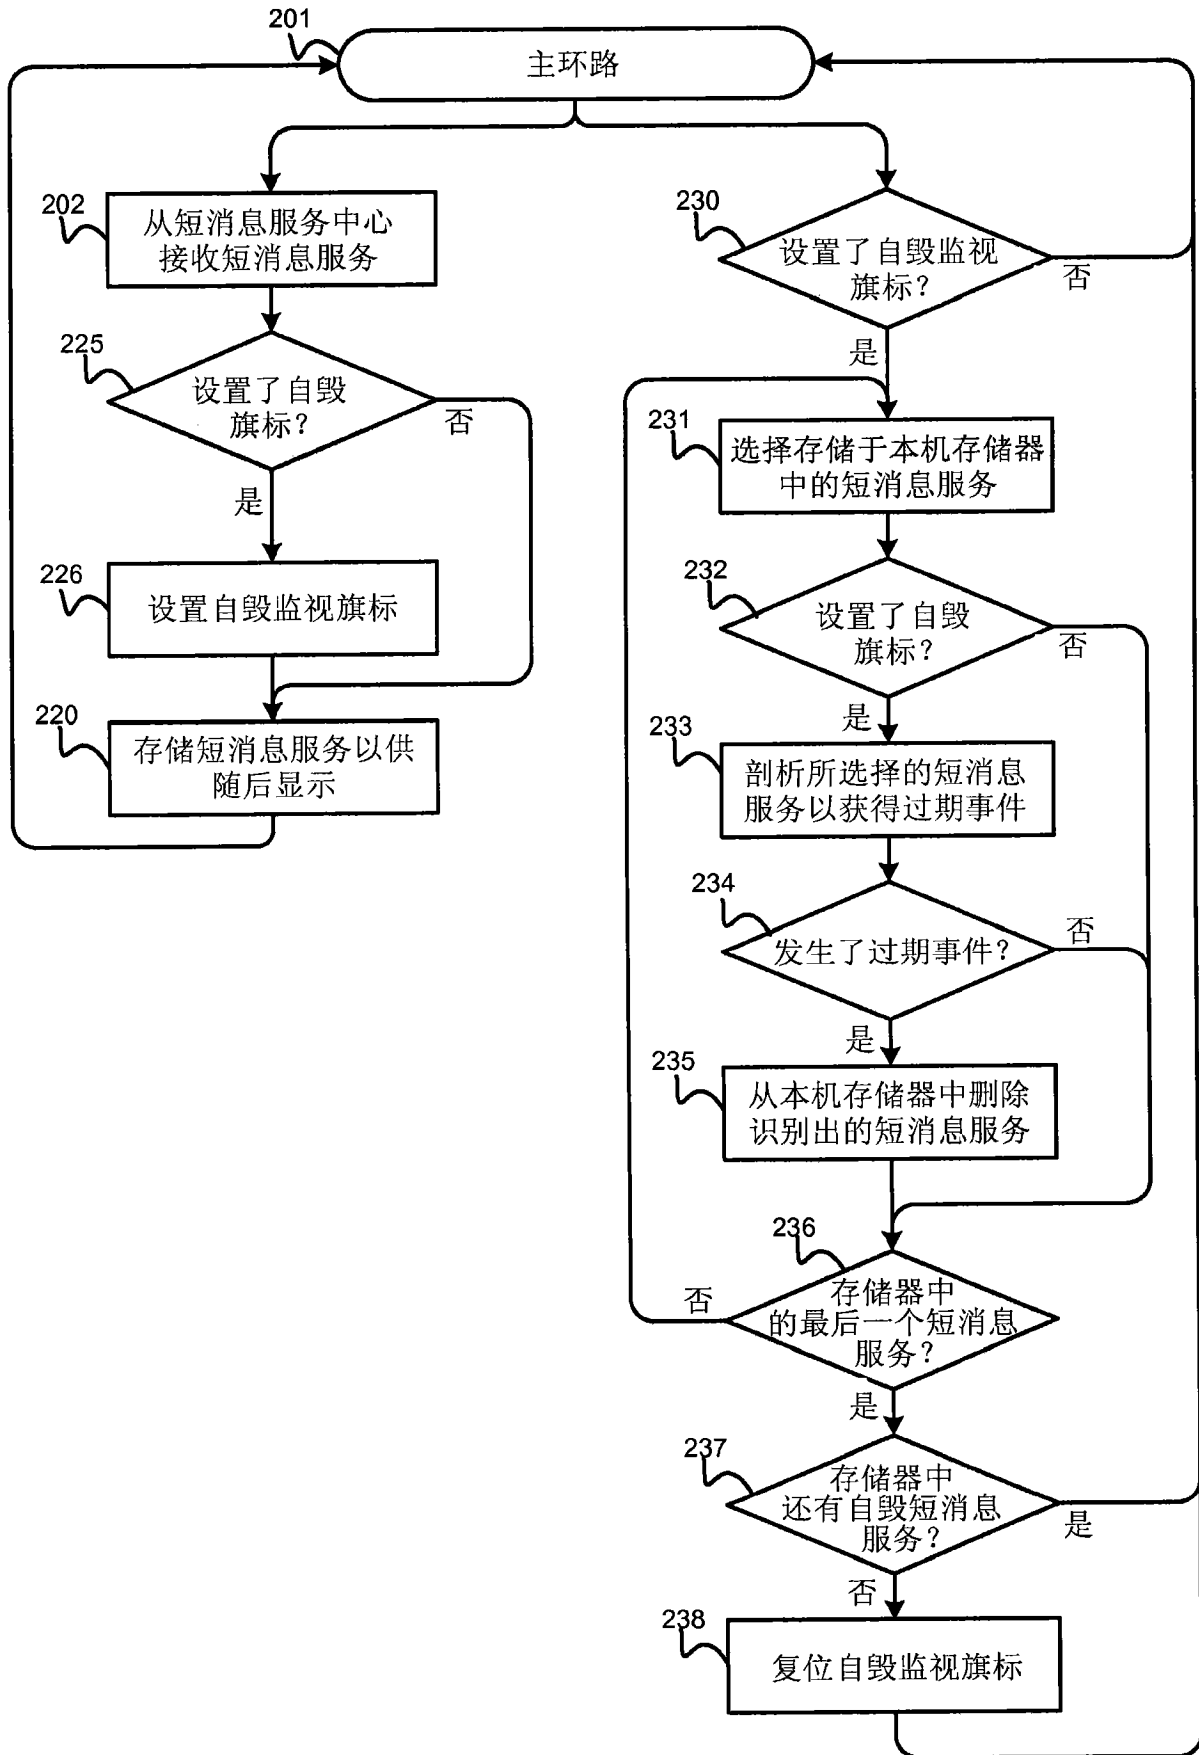 201
主环路
202
从短消息服务中心
接收短消息服务
225
设置了自毁
旗标?
否
是
226
设置自毁监视旗标
220
存储短消息服务以供
随后显示
230
设置了自毁监视
旗标?
否
是
231
选择存储于本机存储器
中的短消息服务
232
设置了自毁
旗标?
否
是
233
剖析所选择的短消息
服务以获得过期事件
234
发生了过期事件?
否
是
235
从本机存储器中删除
识别出的短消息服务
236
存储器中
的最后一个短消息
服务?
否
是
237
存储器中
还有自毁短消息
服务?
是
否
238
复位自毁监视旗标